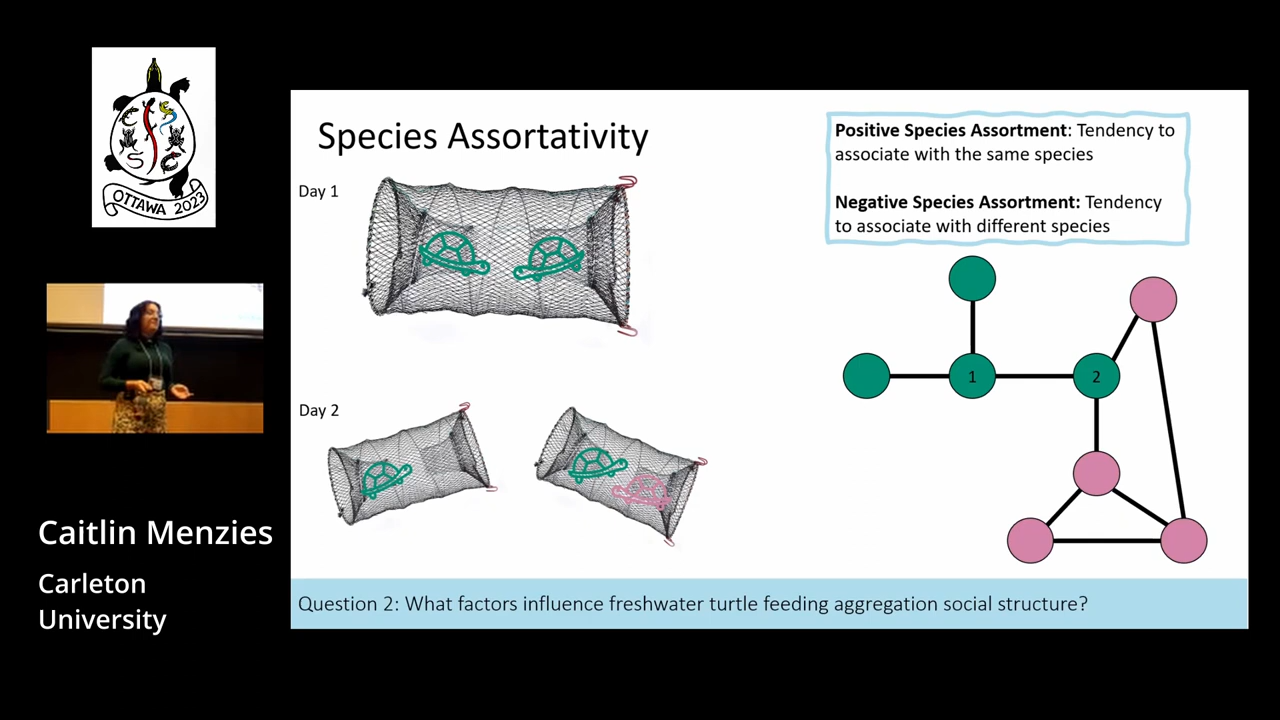 OTTAWA 2023
Caitlin Menzies
Carleton
University
Species Assortativity
Day 1
Day 2
Positive Species Assortment: Tendency to
associate with the same species
Negative Species Assortment: Tendency
to associate with different species
1
2
Question 2: What factors influence freshwater turtle feeding aggregation social structure?